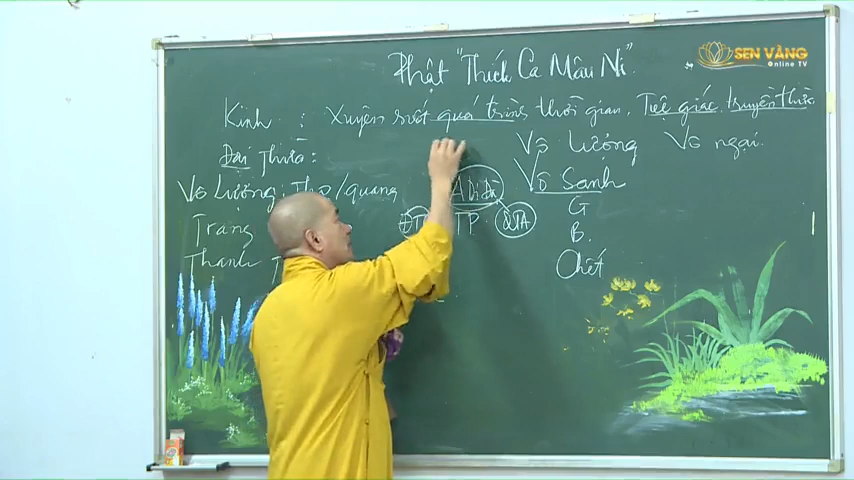 Phật "Thích Ca Mâu Ni"
SEN VÀNG
Online TV
Kinh : Xuyên suốt quá trình thời gian. Tiê giác truyền thừa
Đại Thừa: Vô lượng Vô ngại.
Vô Lượng: Thọ/quang A Di Đà Vô Sanh
Trang ĐT TP. QTA G
B.
Thanh Chết